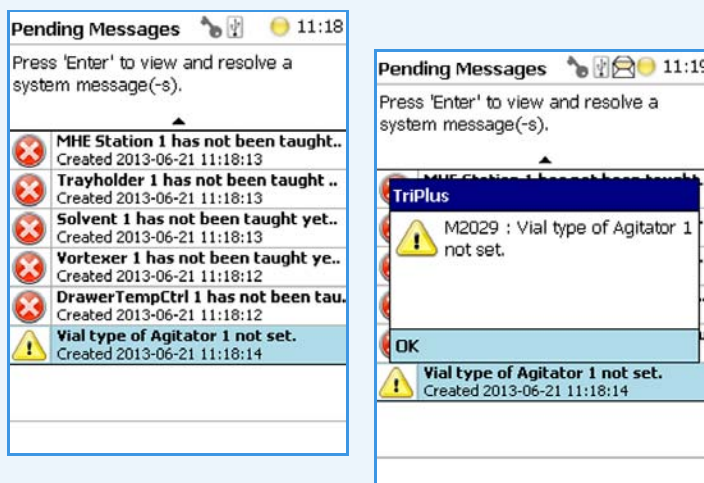 Pending Messages 11:18
Press 'Enter' to view and resolve a
system message(-s).
MHE Station 1 has not been taught..
Created 2013-06-21 11:18:13
Trayholder 1 has not been taught ..
Created 2013-06-21 11:18:13
Solvent 1 has not been taught yet..
Created 2013-06-21 11:18:13
Vortexer 1 has not been taught ye..
Created 2013-06-21 11:18:12
DrawerTempCtrl 1 has not been tau.
Created 2013-06-21 11:18:12
Vial type of Agitator 1 not set.
Created 2013-06-21 11:18:14
Pending Messages 11:19
Press 'Enter' to view and resolve a
system message(-s).
TriPlus
M2029 : Vial type of Agitator 1
not set.
OK
Vial type of Agitator 1 not set.
Created 2013-06-21 11:18:14